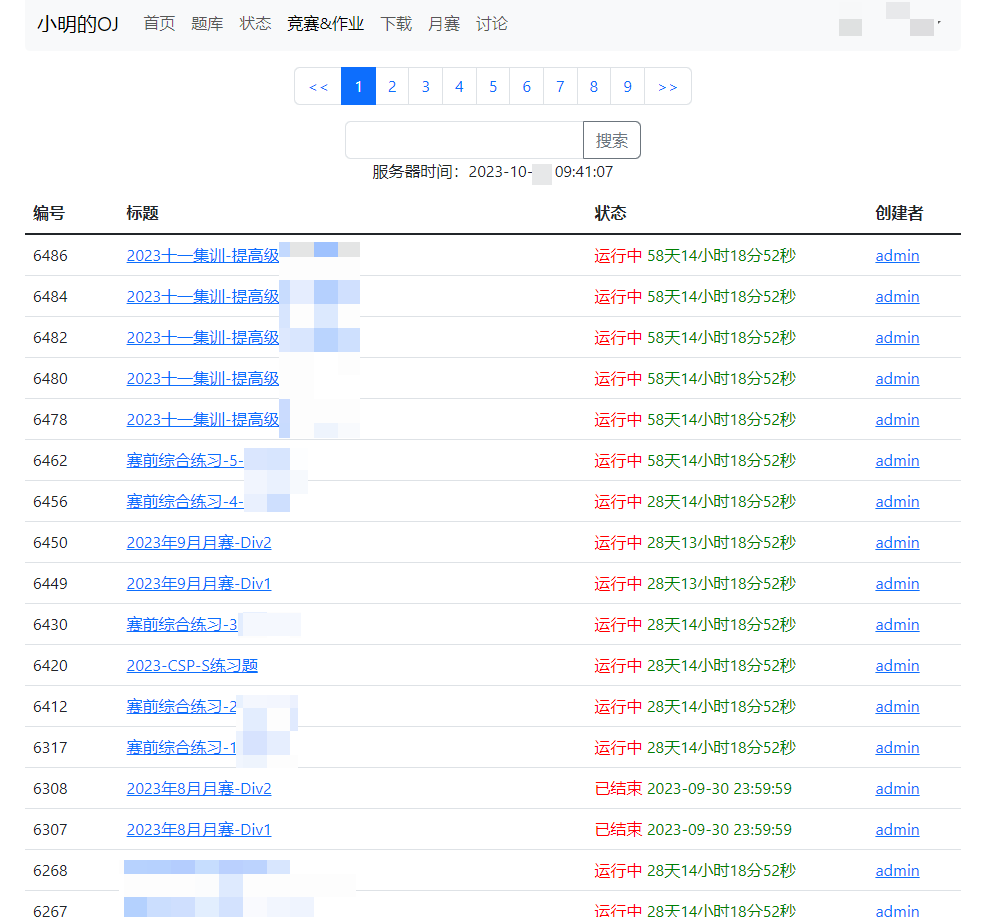 小明的OJ 首页 题库 状态 竞赛&作业 下载 月赛 讨论
<< 1 2 3 4 5 6 7 8 9 >>
搜索
服务器时间：2023-10- 09:41:07
编号 标题 状态 创建者
6486 2023十一集训-提高级 运行中 58天14小时18分52秒 admin
6484 2023十一集训-提高级 运行中 58天14小时18分52秒 admin
6482 2023十一集训-提高级 运行中 58天14小时18分52秒 admin
6480 2023十一集训-提高级 运行中 58天14小时18分52秒 admin
6478 2023十一集训-提高级 运行中 58天14小时18分52秒 admin
6462 赛前综合练习-5- 运行中 58天14小时18分52秒 admin
6456 赛前综合练习-4- 运行中 28天14小时18分52秒 admin
6450 2023年9月月赛-Div2 运行中 28天13小时18分52秒 admin
6449 2023年9月月赛-Div1 运行中 28天13小时18分52秒 admin
6430 赛前综合练习-3 运行中 28天14小时18分52秒 admin
6420 2023-CSP-S练习题 运行中 28天14小时18分52秒 admin
6412 赛前综合练习-2 运行中 28天14小时18分52秒 admin
6317 赛前综合练习-1 运行中 28天14小时18分52秒 admin
6308 2023年8月月赛-Div2 已结束 2023-09-30 23:59:59 admin
6307 2023年8月月赛-Div1 已结束 2023-09-30 23:59:59 admin
6268 运行中 28天14小时18分52秒 admin
6267 运行中 28天14小时18分52秒 admin